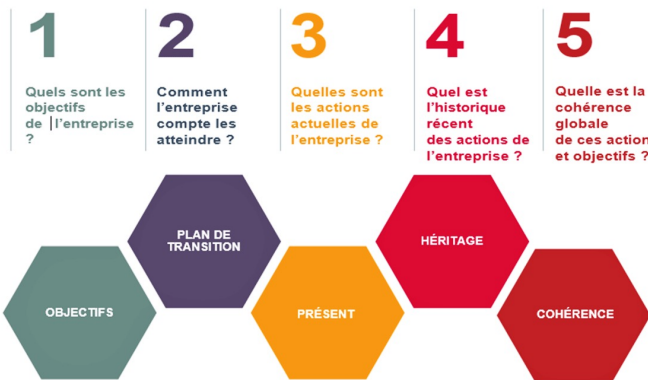 1
Quels sont les
objectifs
de l'entreprise
?
2
Comment
l'entreprise
compte les
atteindre ?
3
Quelles sont
les actions
actuelles de
l'entreprise ?
4
Quel est
l'historique
récent
des actions de
l'entreprise ?
5
Quelle est la
cohérence
globale
de ces action
et objectifs ?
OBJECTIFS
PLAN DE
TRANSITION
PRÉSENT
HÉRITAGE
COHÉRENCE